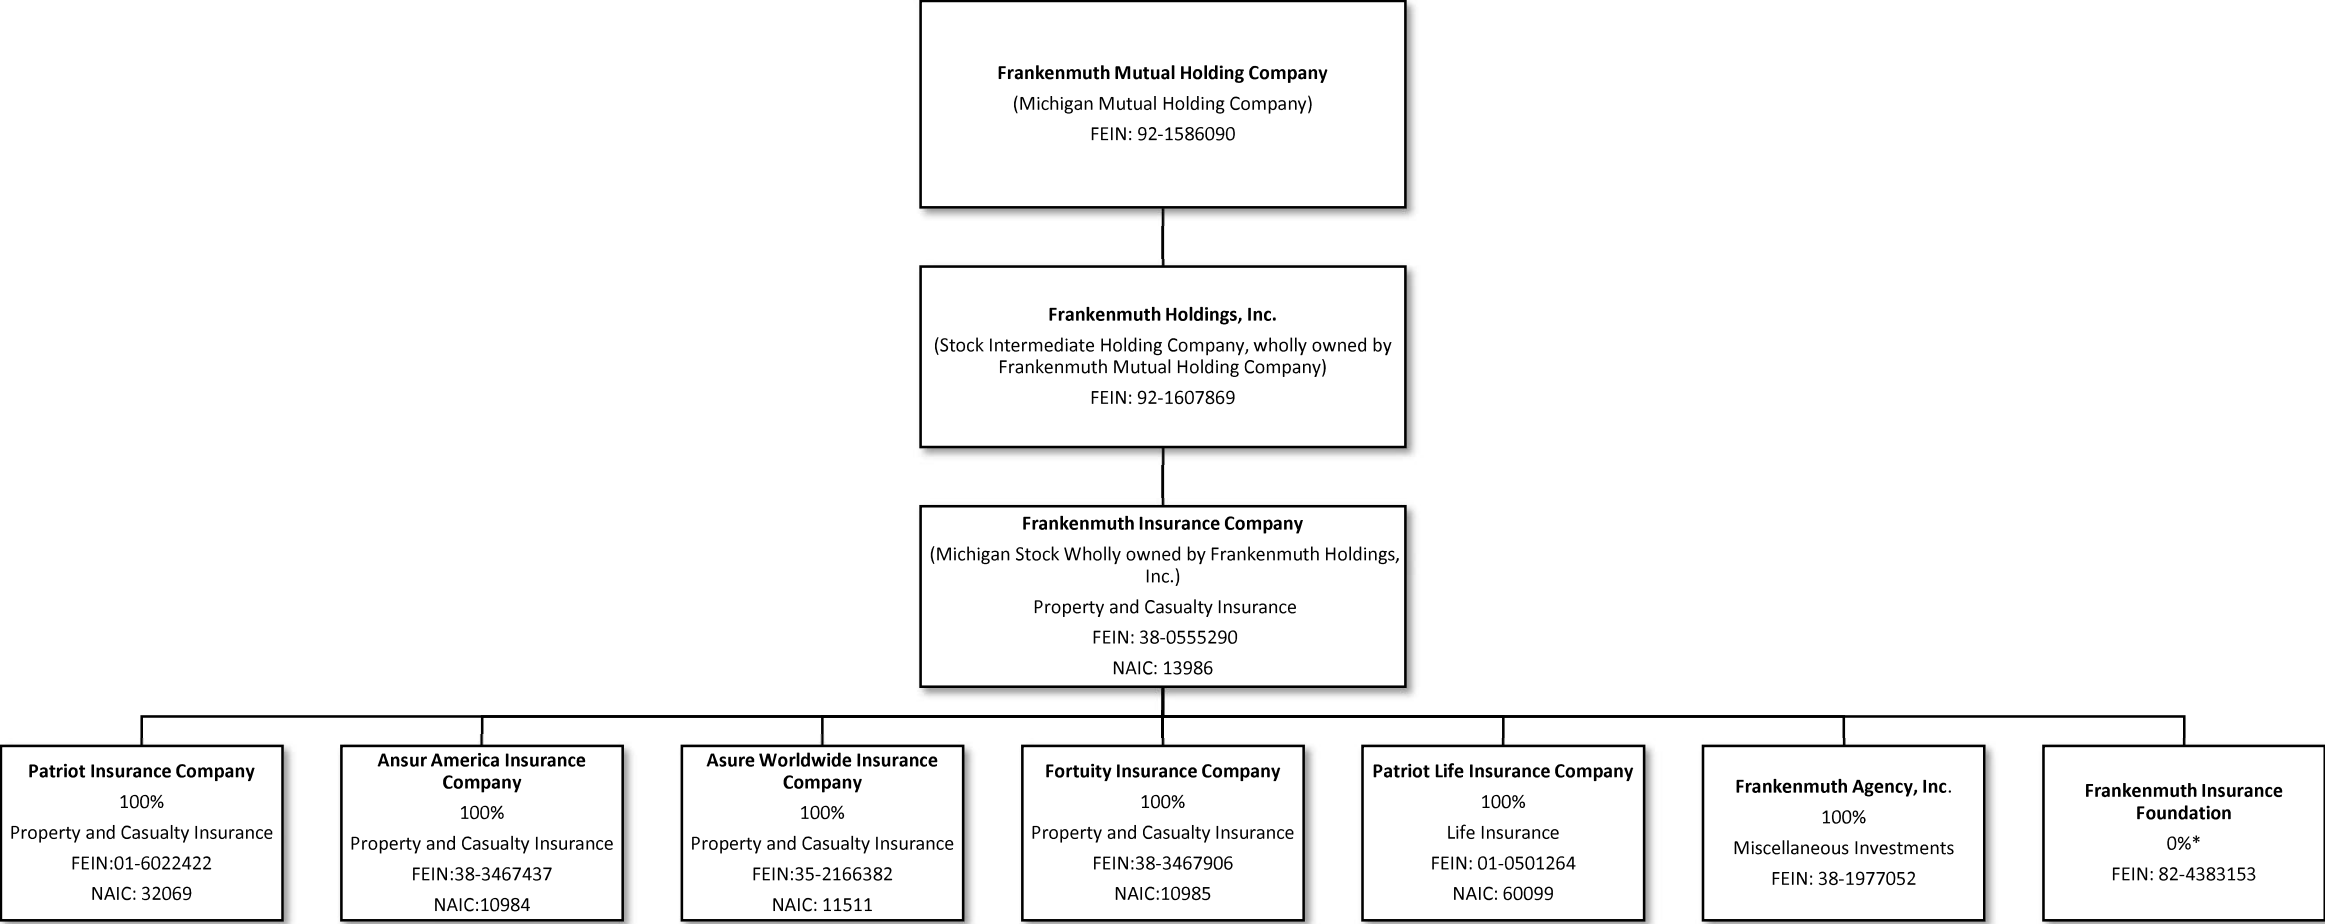 Frankenmuth Mutual Holding Company
(Michigan Mutual Holding Company)
FEIN: 92-1586090
Frankenmuth Holdings, Inc.
(Stock Intermediate Holding Company, wholly owned by
Frankenmuth Mutual Holding Company)
FEIN: 92-1607869
Frankenmuth Insurance Company
(Michigan Stock Wholly owned by Frankenmuth Holdings,
Inc.)
Property and Casualty Insurance
FEIN: 38-0555290
NAIC: 13986
Patriot Insurance Company
100%
Property and Casualty Insurance
FEIN:01-6022422
NAIC: 32069
Ansur America Insurance
Company
100%
Property and Casualty Insurance
FEIN:38-3467437
NAIC:10984
Asure Worldwide Insurance
Company
100%
Property and Casualty Insurance
FEIN:35-2166382
NAIC: 11511
Fortuity Insurance Company
100%
Property and Casualty Insurance
FEIN:38-3467906
NAIC:10985
Patriot Life Insurance Company
100%
Life Insurance
FEIN: 01-0501264
NAIC: 60099
Frankenmuth Agency, Inc.
100%
Miscellaneous Investments
FEIN: 38-1977052
Frankenmuth Insurance
Foundation
0%*
FEIN: 82-4383153